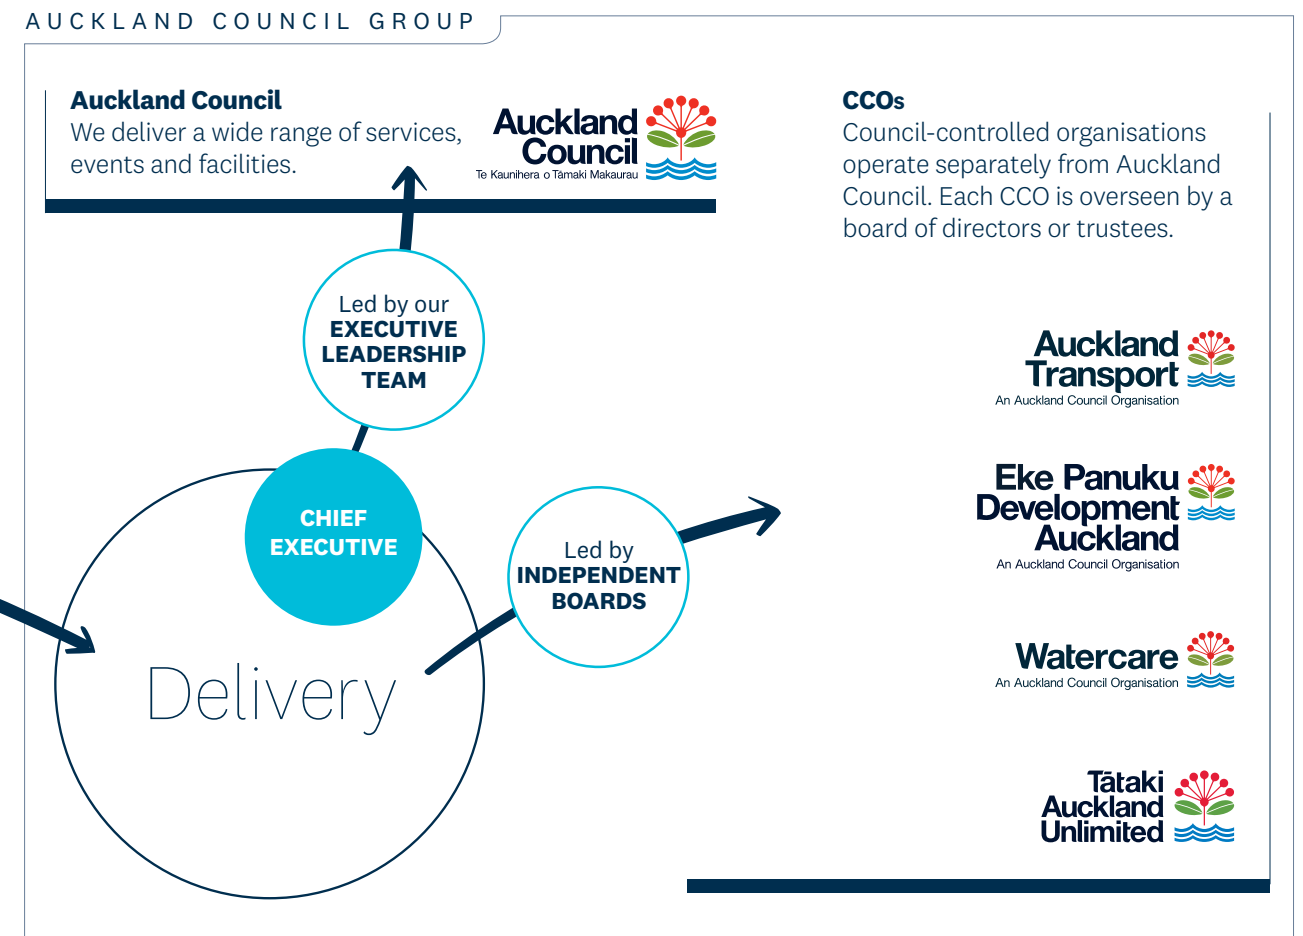 AUCKLAND COUNCIL GROUP
Auckland Council
We deliver a wide range of services,
events and facilities.
Auckland
Council
Te Kaunihera o Tāmaki Makaurau
CCOs
Council-controlled organisations
operate separately from Auckland
Council. Each CCO is overseen by a
board of directors or trustees.
Led by our
EXECUTIVE
LEADERSHIP
TEAM
CHIEF
EXECUTIVE
Led by
INDEPENDENT
BOARDS
Delivery
Auckland
Transport
An Auckland Council Organisation
Eke Panuku
Development
Auckland
An Auckland Council Organisation
Watercare
An Auckland Council Organisation
Tātaki
Auckland
Unlimited